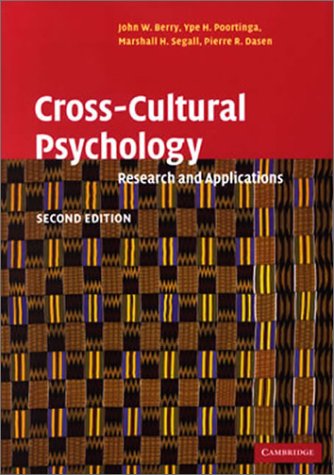 John W. Berry, Ype H. Poortinga,
Marshall H. Segall, Pierre R. Dasen
Cross-Cultural
Psychology
Research and Applications
SECOND EDITION
CAMBRIDGE